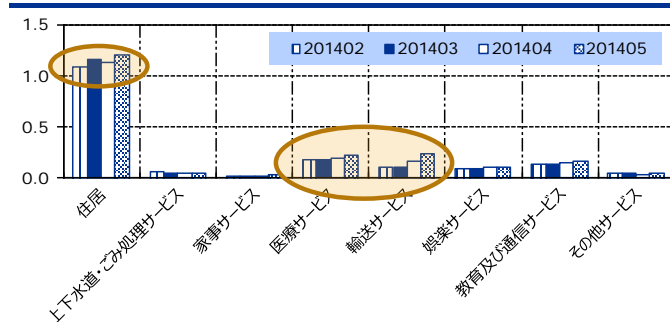 1.5
201402 201403 201404 201405
1.0
0.5
0.0
住居
上下水道・ごみ処理サービス
家事サービス
医療サービス
輸送サービス
娯楽サービス
教育及び通信サービス
その他サービス